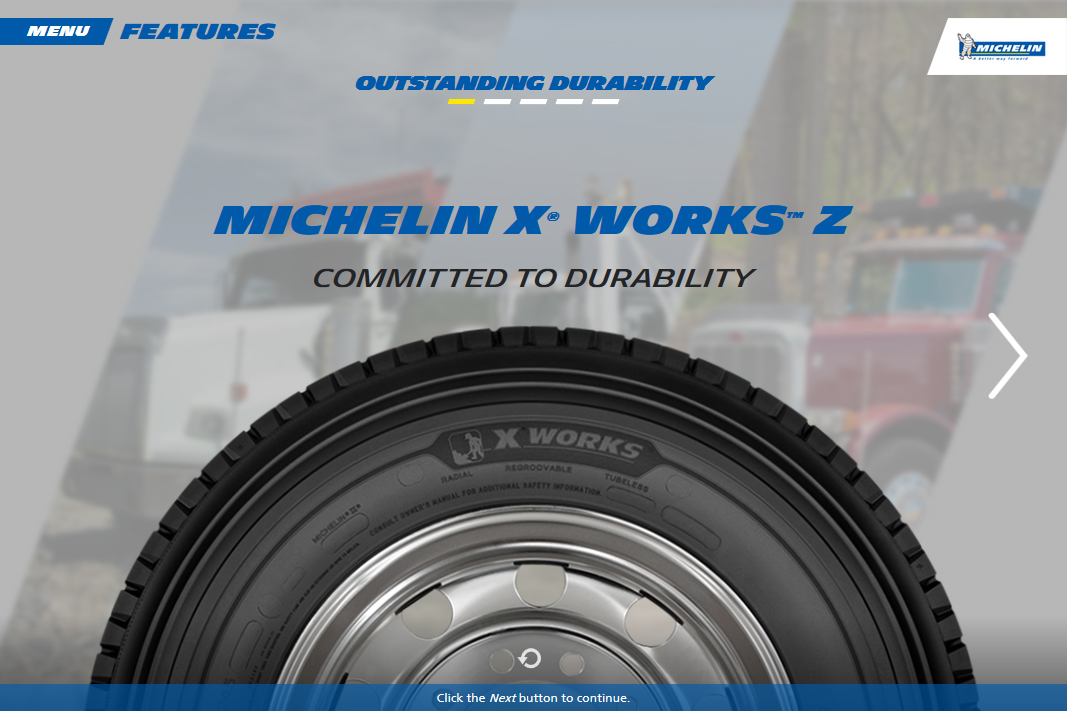 MENU
FEATURES
MICHELIN
A better way forward
OUTSTANDING DURABILITY
MICHELIN X® WORKS™ Z
COMMITTED TO DURABILITY
X WORKS
RADIAL REGROOVABLE TUBELESS
CONSULT OWNER'S MANUAL FOR ADDITIONAL SAFETY INFORMATION.
Click the Next button to continue.